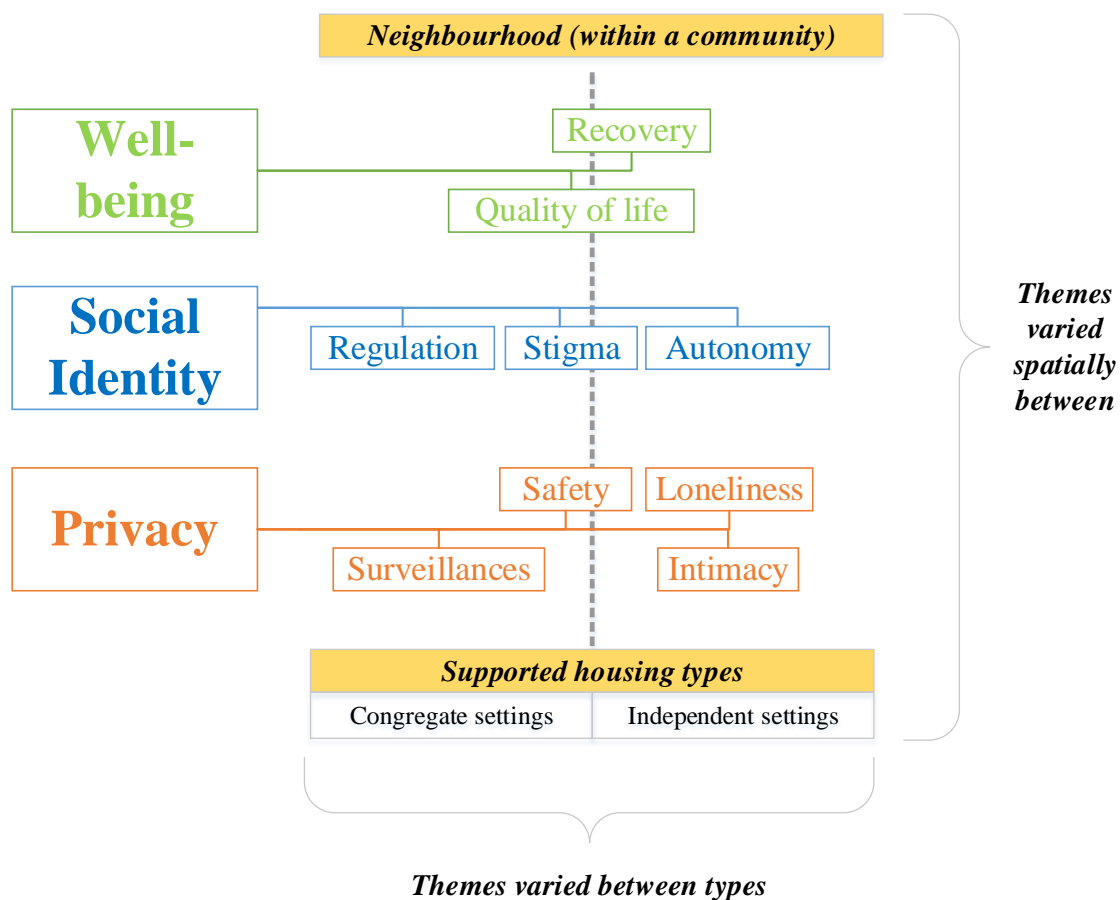 Neighbourhood (within a community)
Well-
being
Recovery
Quality of life
Social
Identity
Regulation
Stigma
Autonomy
Themes
varied
spatially
between
Privacy
Safety
Loneliness
Surveillances
Intimacy
Supported housing types
Congregate settings
Independent settings
Themes varied between types